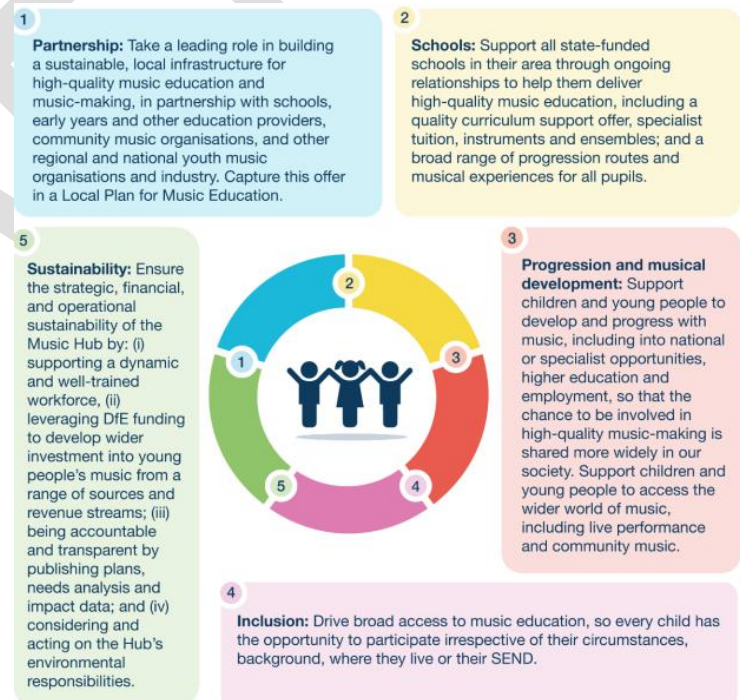 1
Partnership: Take a leading role in building
a sustainable, local infrastructure for
high-quality music education and
music-making, in partnership with schools,
early years and other education providers,
community music organisations, and other
regional and national youth music
organisations and industry. Capture this offer
in a Local Plan for Music Education.
2
Schools: Support all state-funded
schools in their area through ongoing
relationships to help them deliver
high-quality music education, including a
quality curriculum support offer, specialist
tuition, instruments and ensembles; and a
broad range of progression routes and
musical experiences for all pupils.
3
Progression and musical
development: Support
children and young people to
develop and progress with
music, including into national
or specialist opportunities,
higher education and
employment, so that the
chance to be involved in
high-quality music-making is
shared more widely in our
society. Support children and
young people to access the
wider world of music,
including live performance
and community music.
4
Inclusion: Drive broad access to music education, so every child has
the opportunity to participate irrespective of their circumstances,
background, where they live or their SEND.
5
Sustainability: Ensure
the strategic, financial,
and operational
sustainability of the
Music Hub by: (i)
supporting a dynamic
and well-trained
workforce, (ii)
leveraging DfE funding
to develop wider
investment into young
people's music from a
range of sources and
revenue streams; (iii)
being accountable
and transparent by
publishing plans,
needs analysis and
impact data; and (iv)
considering and
acting on the Hub's
environmental
responsibilities.
1
2
3
4
5